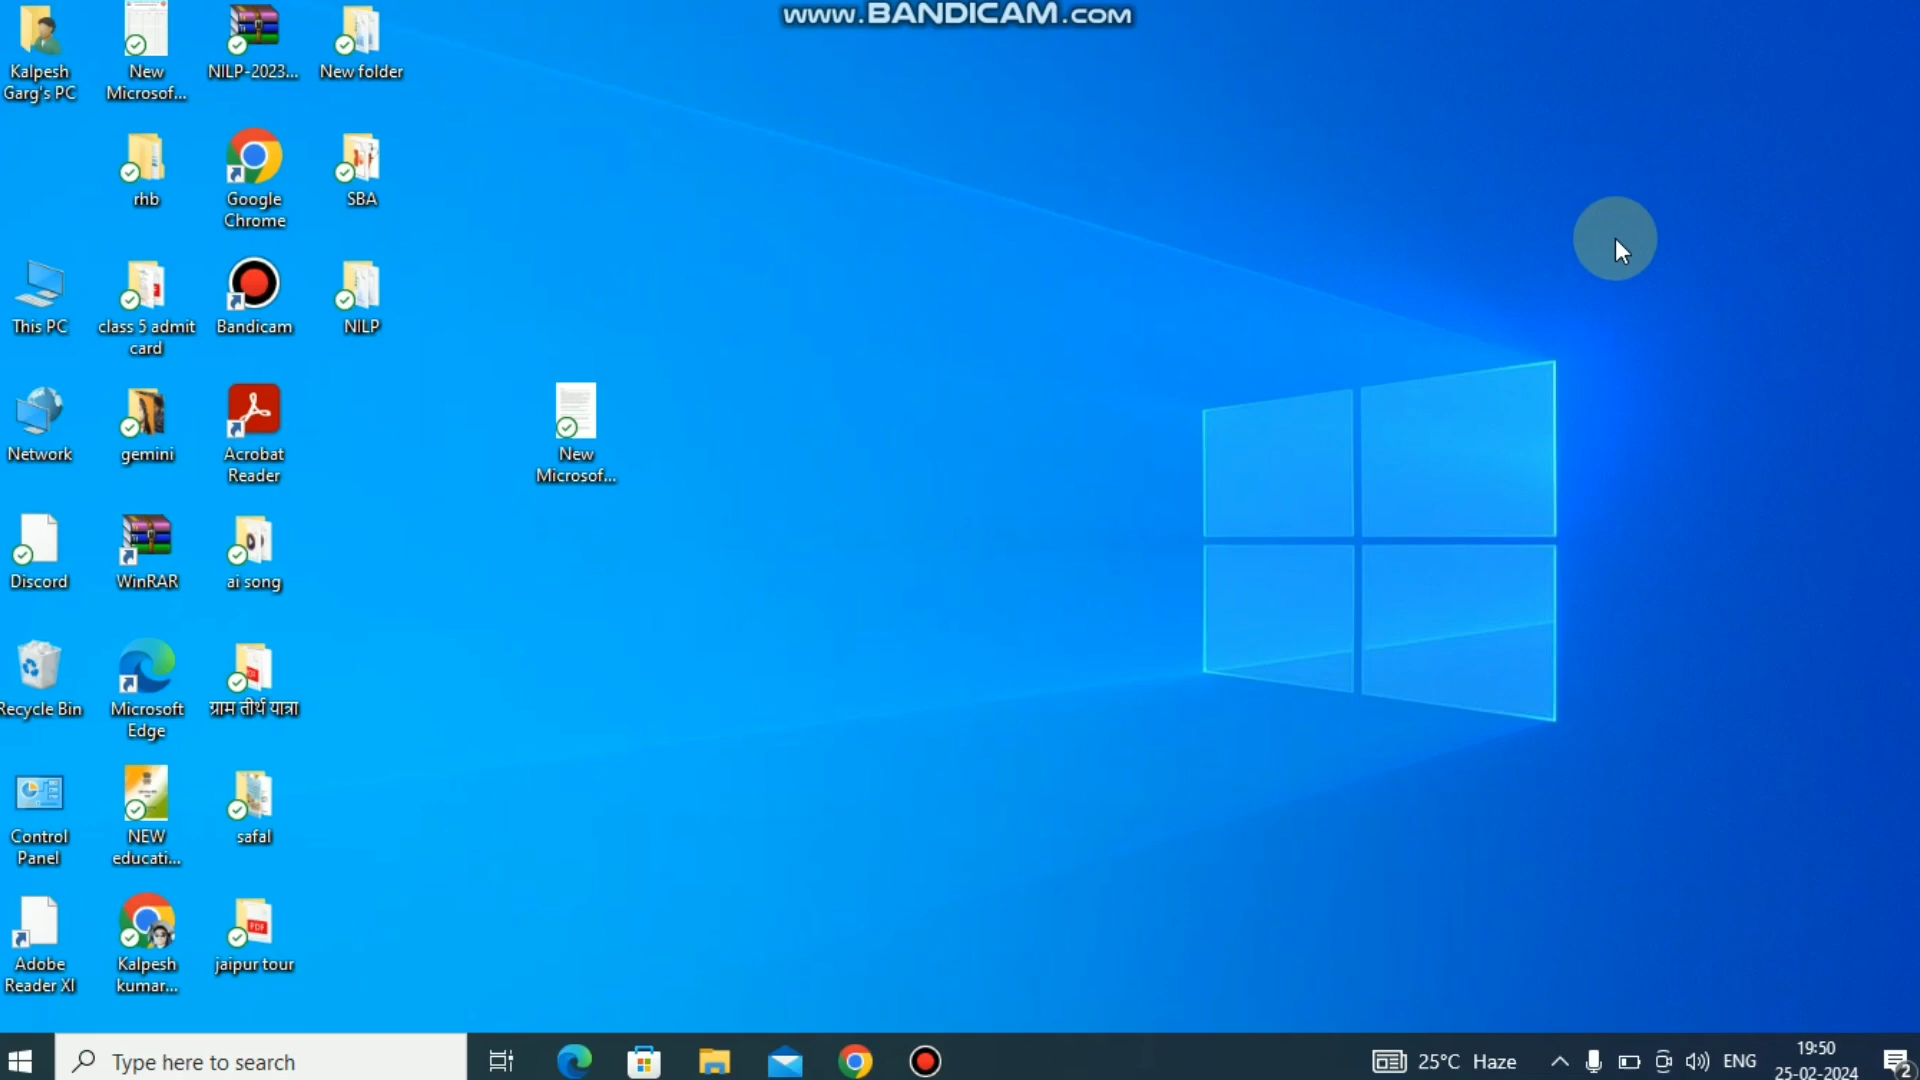 www.BANDICAM.com
Kalpesh
Garg's PC
New
Microsof...
NILP-2023...
New folder
rhb
Google
Chrome
SBA
This PC
class 5 admit
card
Bandicam
NILP
Network
gemini
Acrobat
Reader
New
Microsof...
Discord
WinRAR
ai song
Recycle Bin
Microsoft
Edge
ग्राम तीर्थ यात्रा
Control
Panel
NEW
educati...
safal
Adobe
Reader XI
Kalpesh
kumar...
PDF
jaipur tour
Type here to search
25°C Haze
ENG
19:50
25-02-2024
2